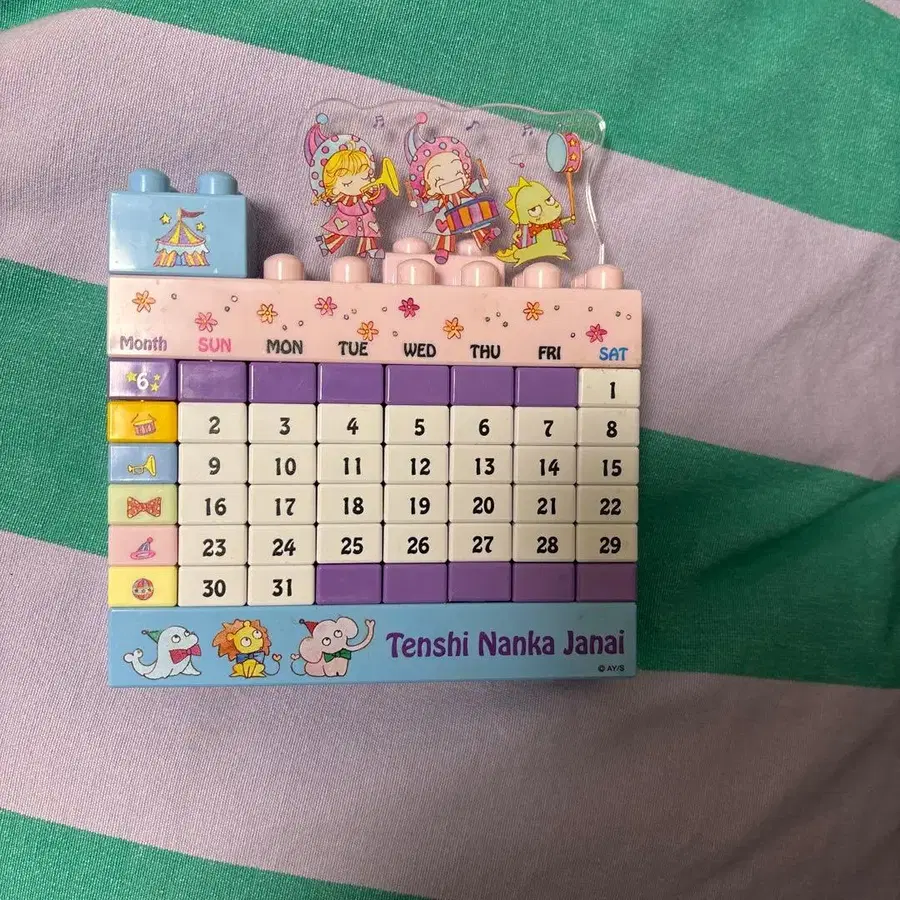 Month SUN MON TUE WED THU FRI SAT
6 1
2 3 4 5 6 7 8
9 10 11 12 13 14 15
16 17 18 19 20 21 22
23 24 25 26 27 28 29
30 31
Tenshi Nanka Janai
© AY/S